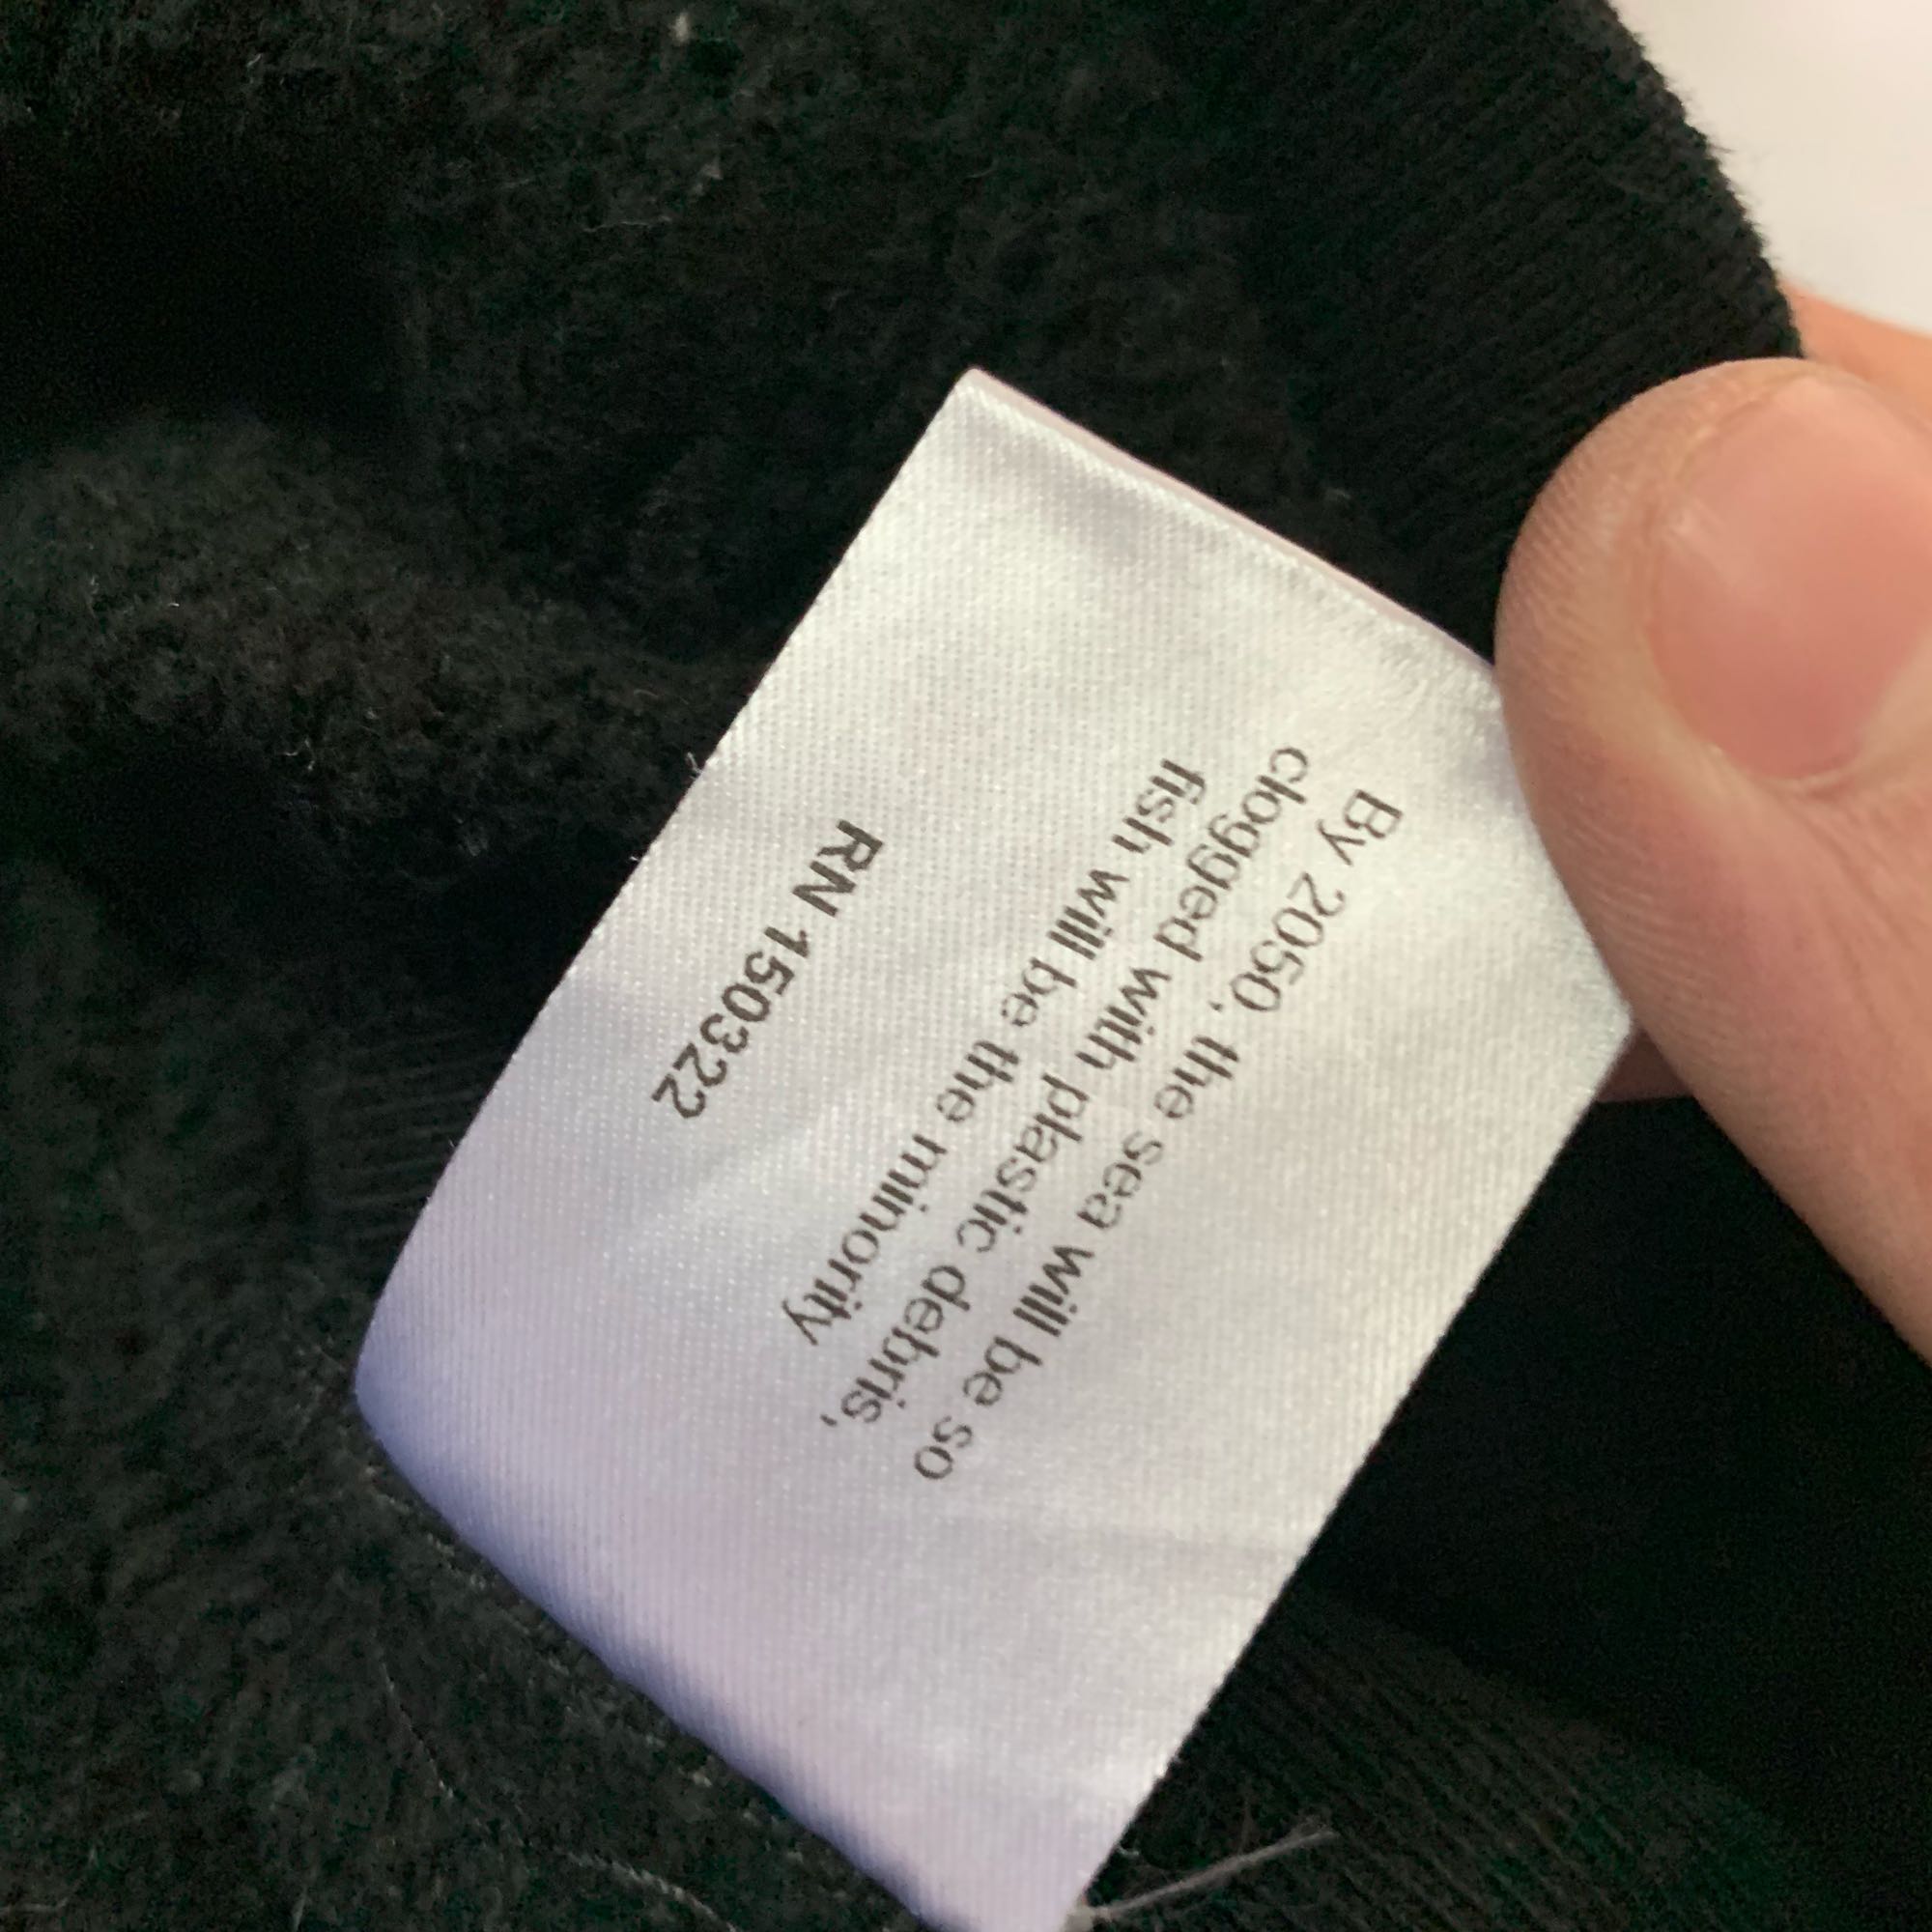 By 2050, the sea will be so
clogged with plastic debris,
fish will be the minority
RN 150322